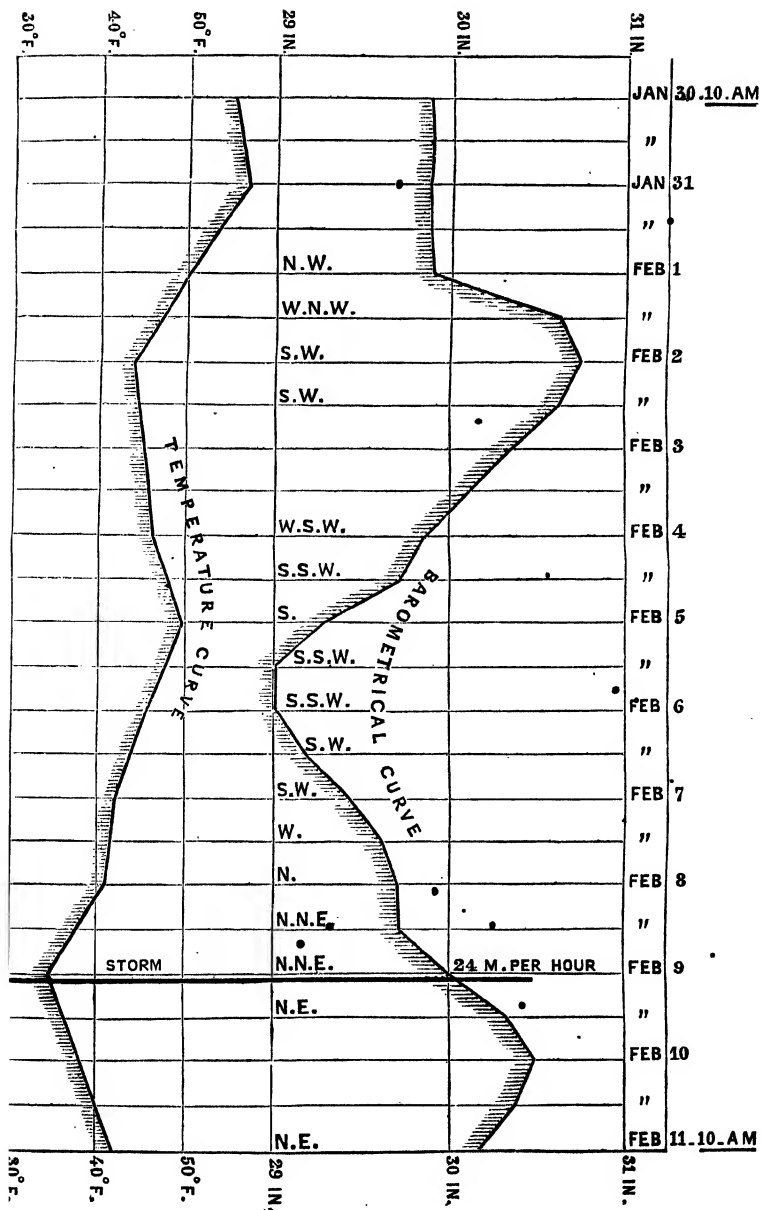 30°F.
40°F.
50°F.
29 IN.
30 IN.
31 IN.
JAN 30. 10. AM
"
JAN 31
"
N.W.
FEB 1
W.N.W.
"
S.W.
FEB 2
S.W.
"
FEB 3
"
W.S.W.
FEB 4
S.S.W.
"
S.
FEB 5
S.S.W.
"
S.S.W.
FEB 6
S.W.
"
S.W.
FEB 7
W.
"
N.
FEB 8
N.N.E.
"
STORM N.N.E. 24 M. PER HOUR FEB 9
N.E.
"
FEB 10
"
N.E.
FEB 11. 10. AM
TEMPERATURE CURVE
BAROMETRICAL CURVE
30°F.
40°F.
50°F.
29 IN.
30 IN.
31 IN.